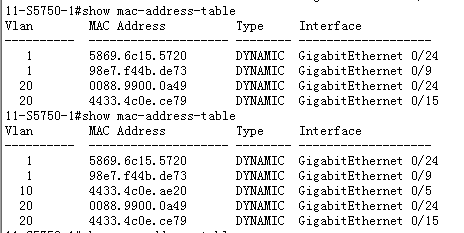 11-S5750-1#show mac-address-table
Vlan MAC Address Type Interface
---------- -------------------- -------- -------------------
1 5869.6c15.5720 DYNAMIC GigabitEthernet 0/24
1 98e7.f44b.de73 DYNAMIC GigabitEthernet 0/9
20 0088.9900.0a49 DYNAMIC GigabitEthernet 0/24
20 4433.4c0e.ce79 DYNAMIC GigabitEthernet 0/15
11-S5750-1#show mac-address-table
Vlan MAC Address Type Interface
---------- -------------------- -------- -------------------
1 5869.6c15.5720 DYNAMIC GigabitEthernet 0/24
1 98e7.f44b.de73 DYNAMIC GigabitEthernet 0/9
10 4433.4c0e.ae20 DYNAMIC GigabitEthernet 0/5
20 0088.9900.0a49 DYNAMIC GigabitEthernet 0/24
20 4433.4c0e.ce79 DYNAMIC GigabitEthernet 0/15